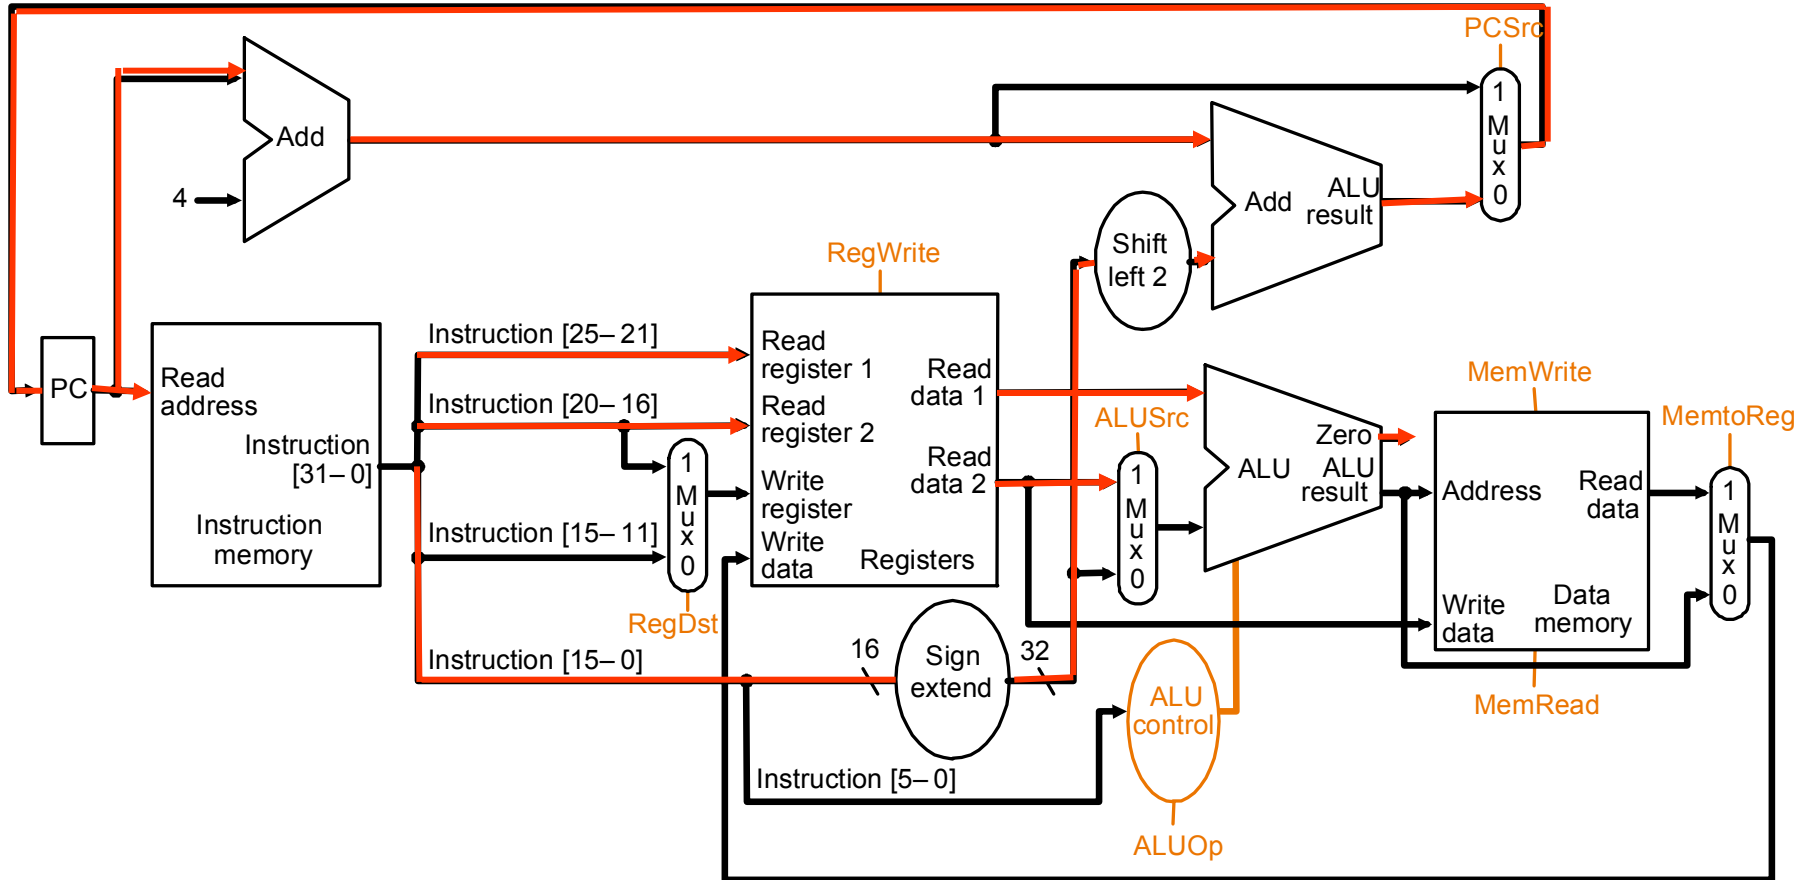 PCSrc
1
M
u
x
0
Add
4
Add
ALU
result
Shift
left 2
RegWrite
PC
Read
address
Instruction
[31– 0]
Instruction
memory
Instruction [25– 21]
Instruction [20– 16]
Instruction [15– 11]
Instruction [15– 0]
Instruction [5– 0]
1
M
u
x
0
RegDst
Read
register 1
Read
register 2
Write
register
Write
data
Read
data 1
Read
data 2
Registers
16
Sign
extend
32
ALUSrc
1
M
u
x
0
Zero
ALU
ALU
result
ALU
control
ALUOp
MemWrite
Address
Read
data
Write
data
Data
memory
MemRead
MemtoReg
1
M
u
x
0